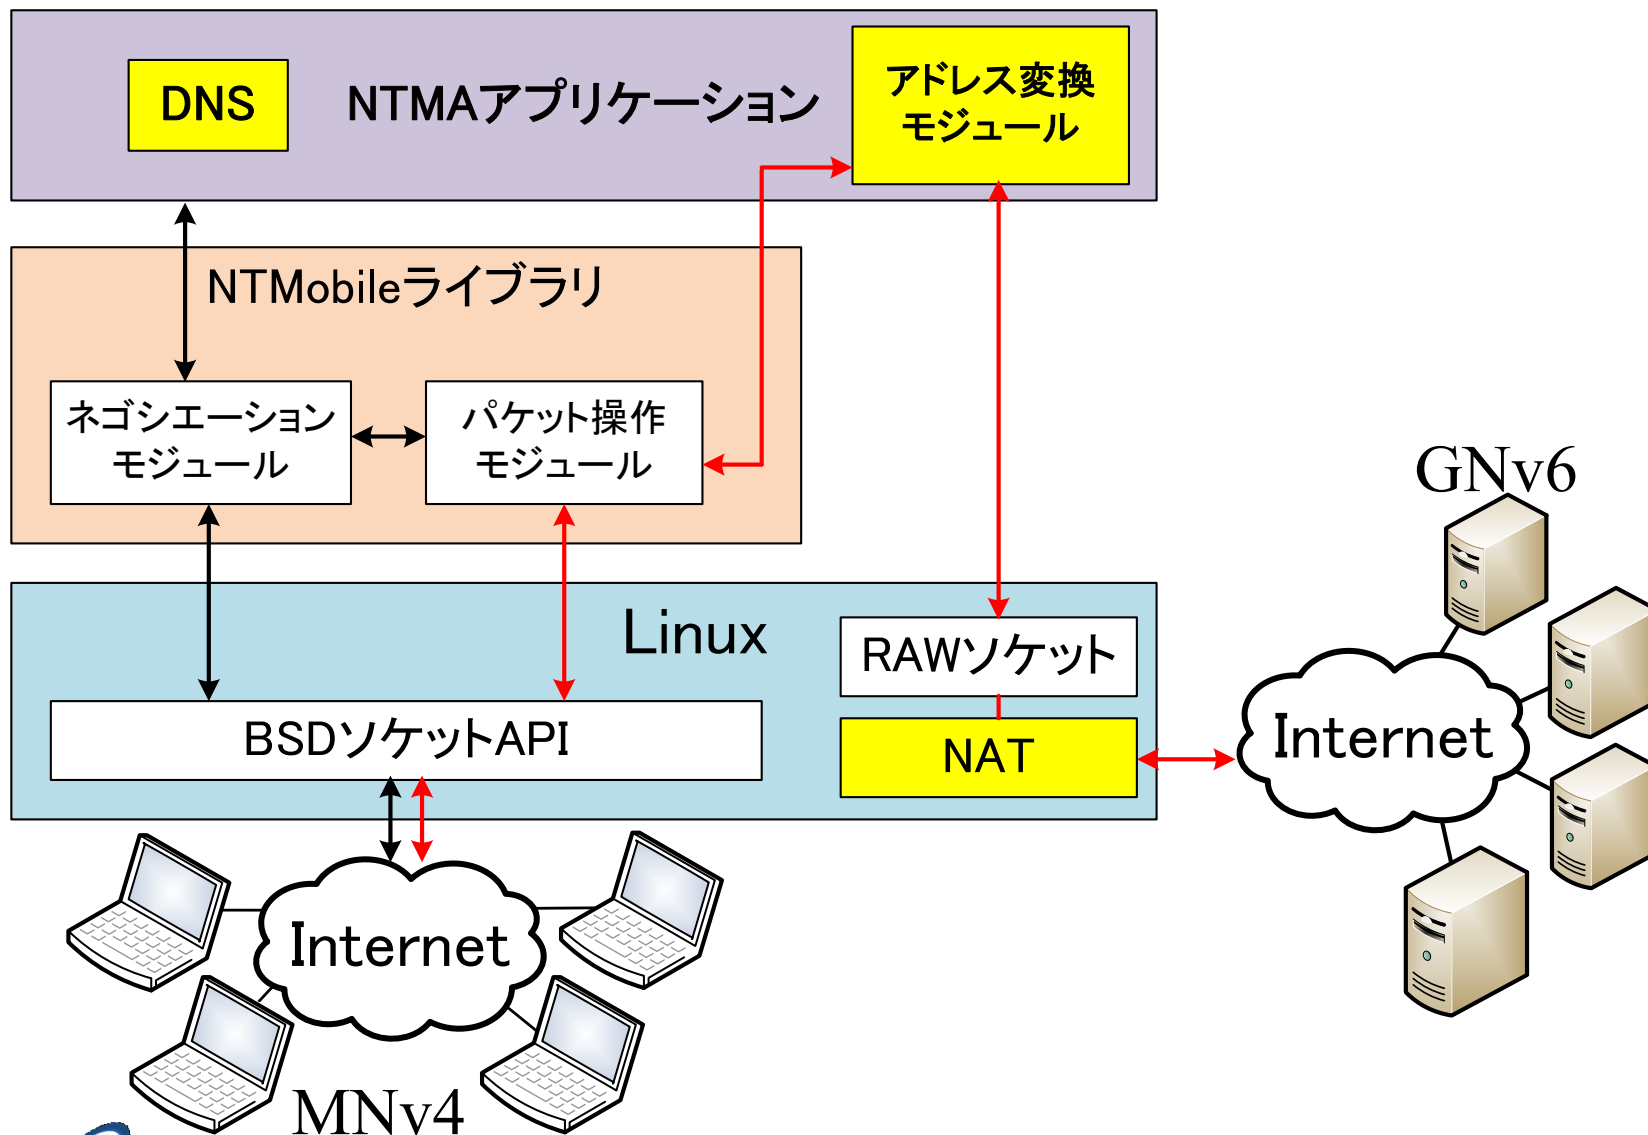 DNS
NTMAアプリケーション
アドレス変換
モジュール
NTMobileライブラリ
ネゴシエーション
モジュール
パケット操作
モジュール
GNv6
Linux
RAWソケット
BSDソケットAPI
NAT
Internet
Internet
MNv4